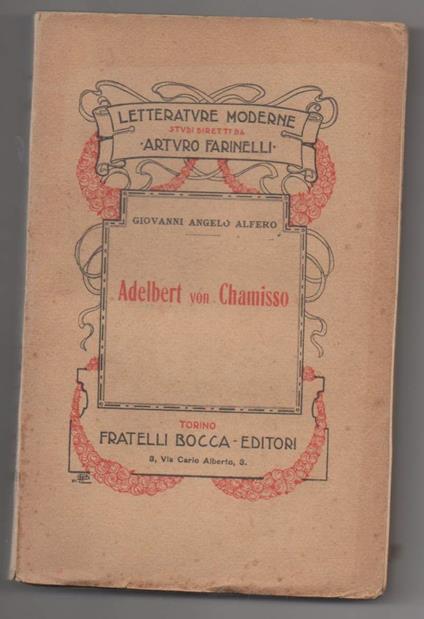 LETTERATVRE MODERNE
STVDI DIRETTI DA
·ARTVRO FARINELLI·
GIOVANNI ANGELO ALFERO
Adelbert von Chamisso
TORINO
FRATELLI BOCCA-EDITORI
3, Via Carlo Alberto, 3.